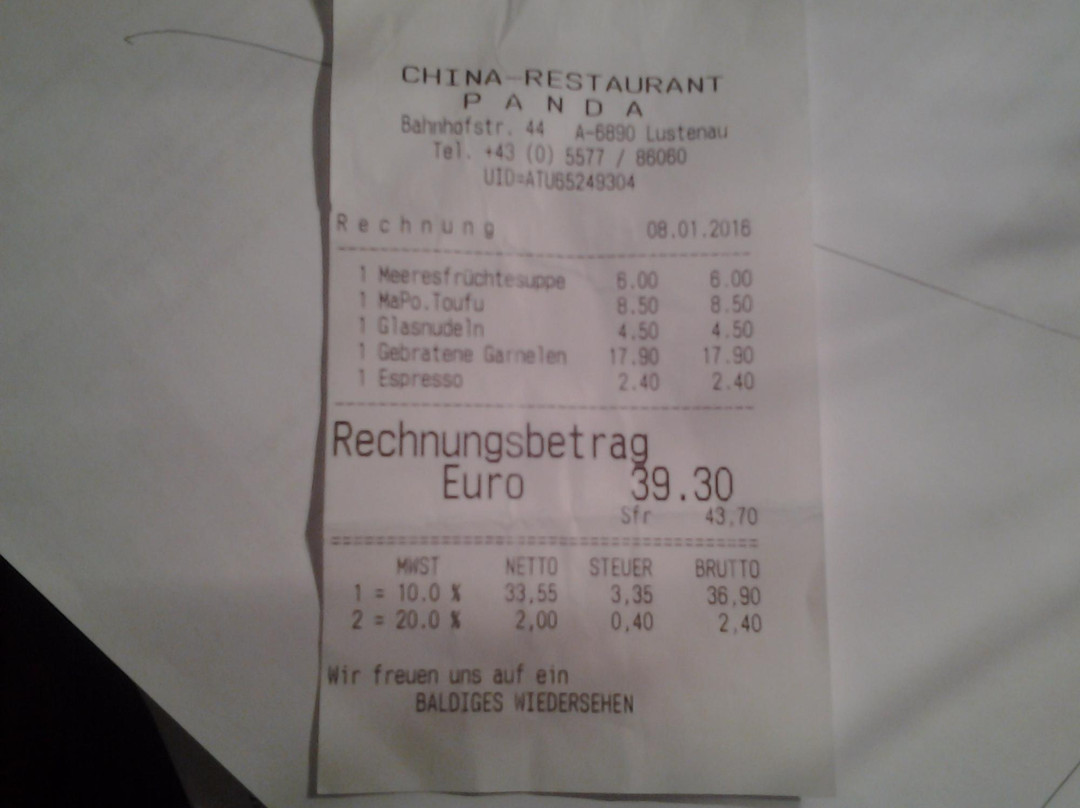 CHINA-RESTAURANT
P A N D A
Bahnhofstr. 44 A-6890 Lustenau
Tel. +43 (0) 5577 / 86060
UID=ATU65249304
Rechnung 08.01.2016
1 Meeresfrüchtesuppe 6.00 6.00
1 MaPo.Toufu 8.50 8.50
1 Glasnudeln 4.50 4.50
1 Gebratene Garnelen 17.90 17.90
1 Espresso 2.40 2.40
Rechnungsbetrag
Euro 39.30
Sfr 43,70
MWST NETTO STEUER BRUTTO
1 = 10.0 % 33,55 3,35 36,90
2 = 20.0 % 2,00 0,40 2,40
Wir freuen uns auf ein
BALDIGES WIEDERSEHEN